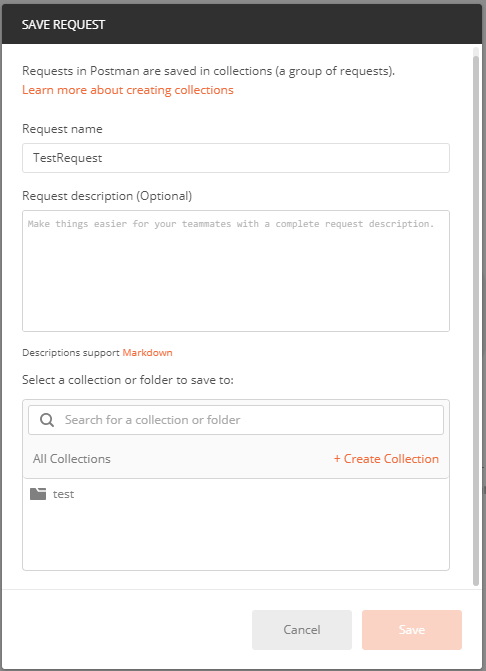 SAVE REQUEST
Requests in Postman are saved in collections (a group of requests).
Learn more about creating collections
Request name
TestRequest
Request description (Optional)
Make things easier for your teammates with a complete request description.
Descriptions support Markdown
Select a collection or folder to save to:
Search for a collection or folder
All Collections + Create Collection
test
Cancel Save